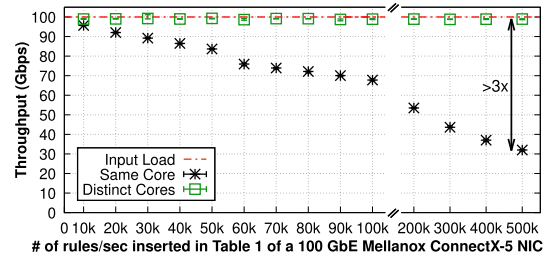 Throughput (Gbps)
100
90
80
70
60
50
40
30
20
10
0
>3x
Input Load
Same Core
Distinct Cores
0 10k 20k 30k 40k 50k 60k 70k 80k 90k 100k 200k 300k 400k 500k
# of rules/sec inserted in Table 1 of a 100 GbE Mellanox ConnectX-5 NIC